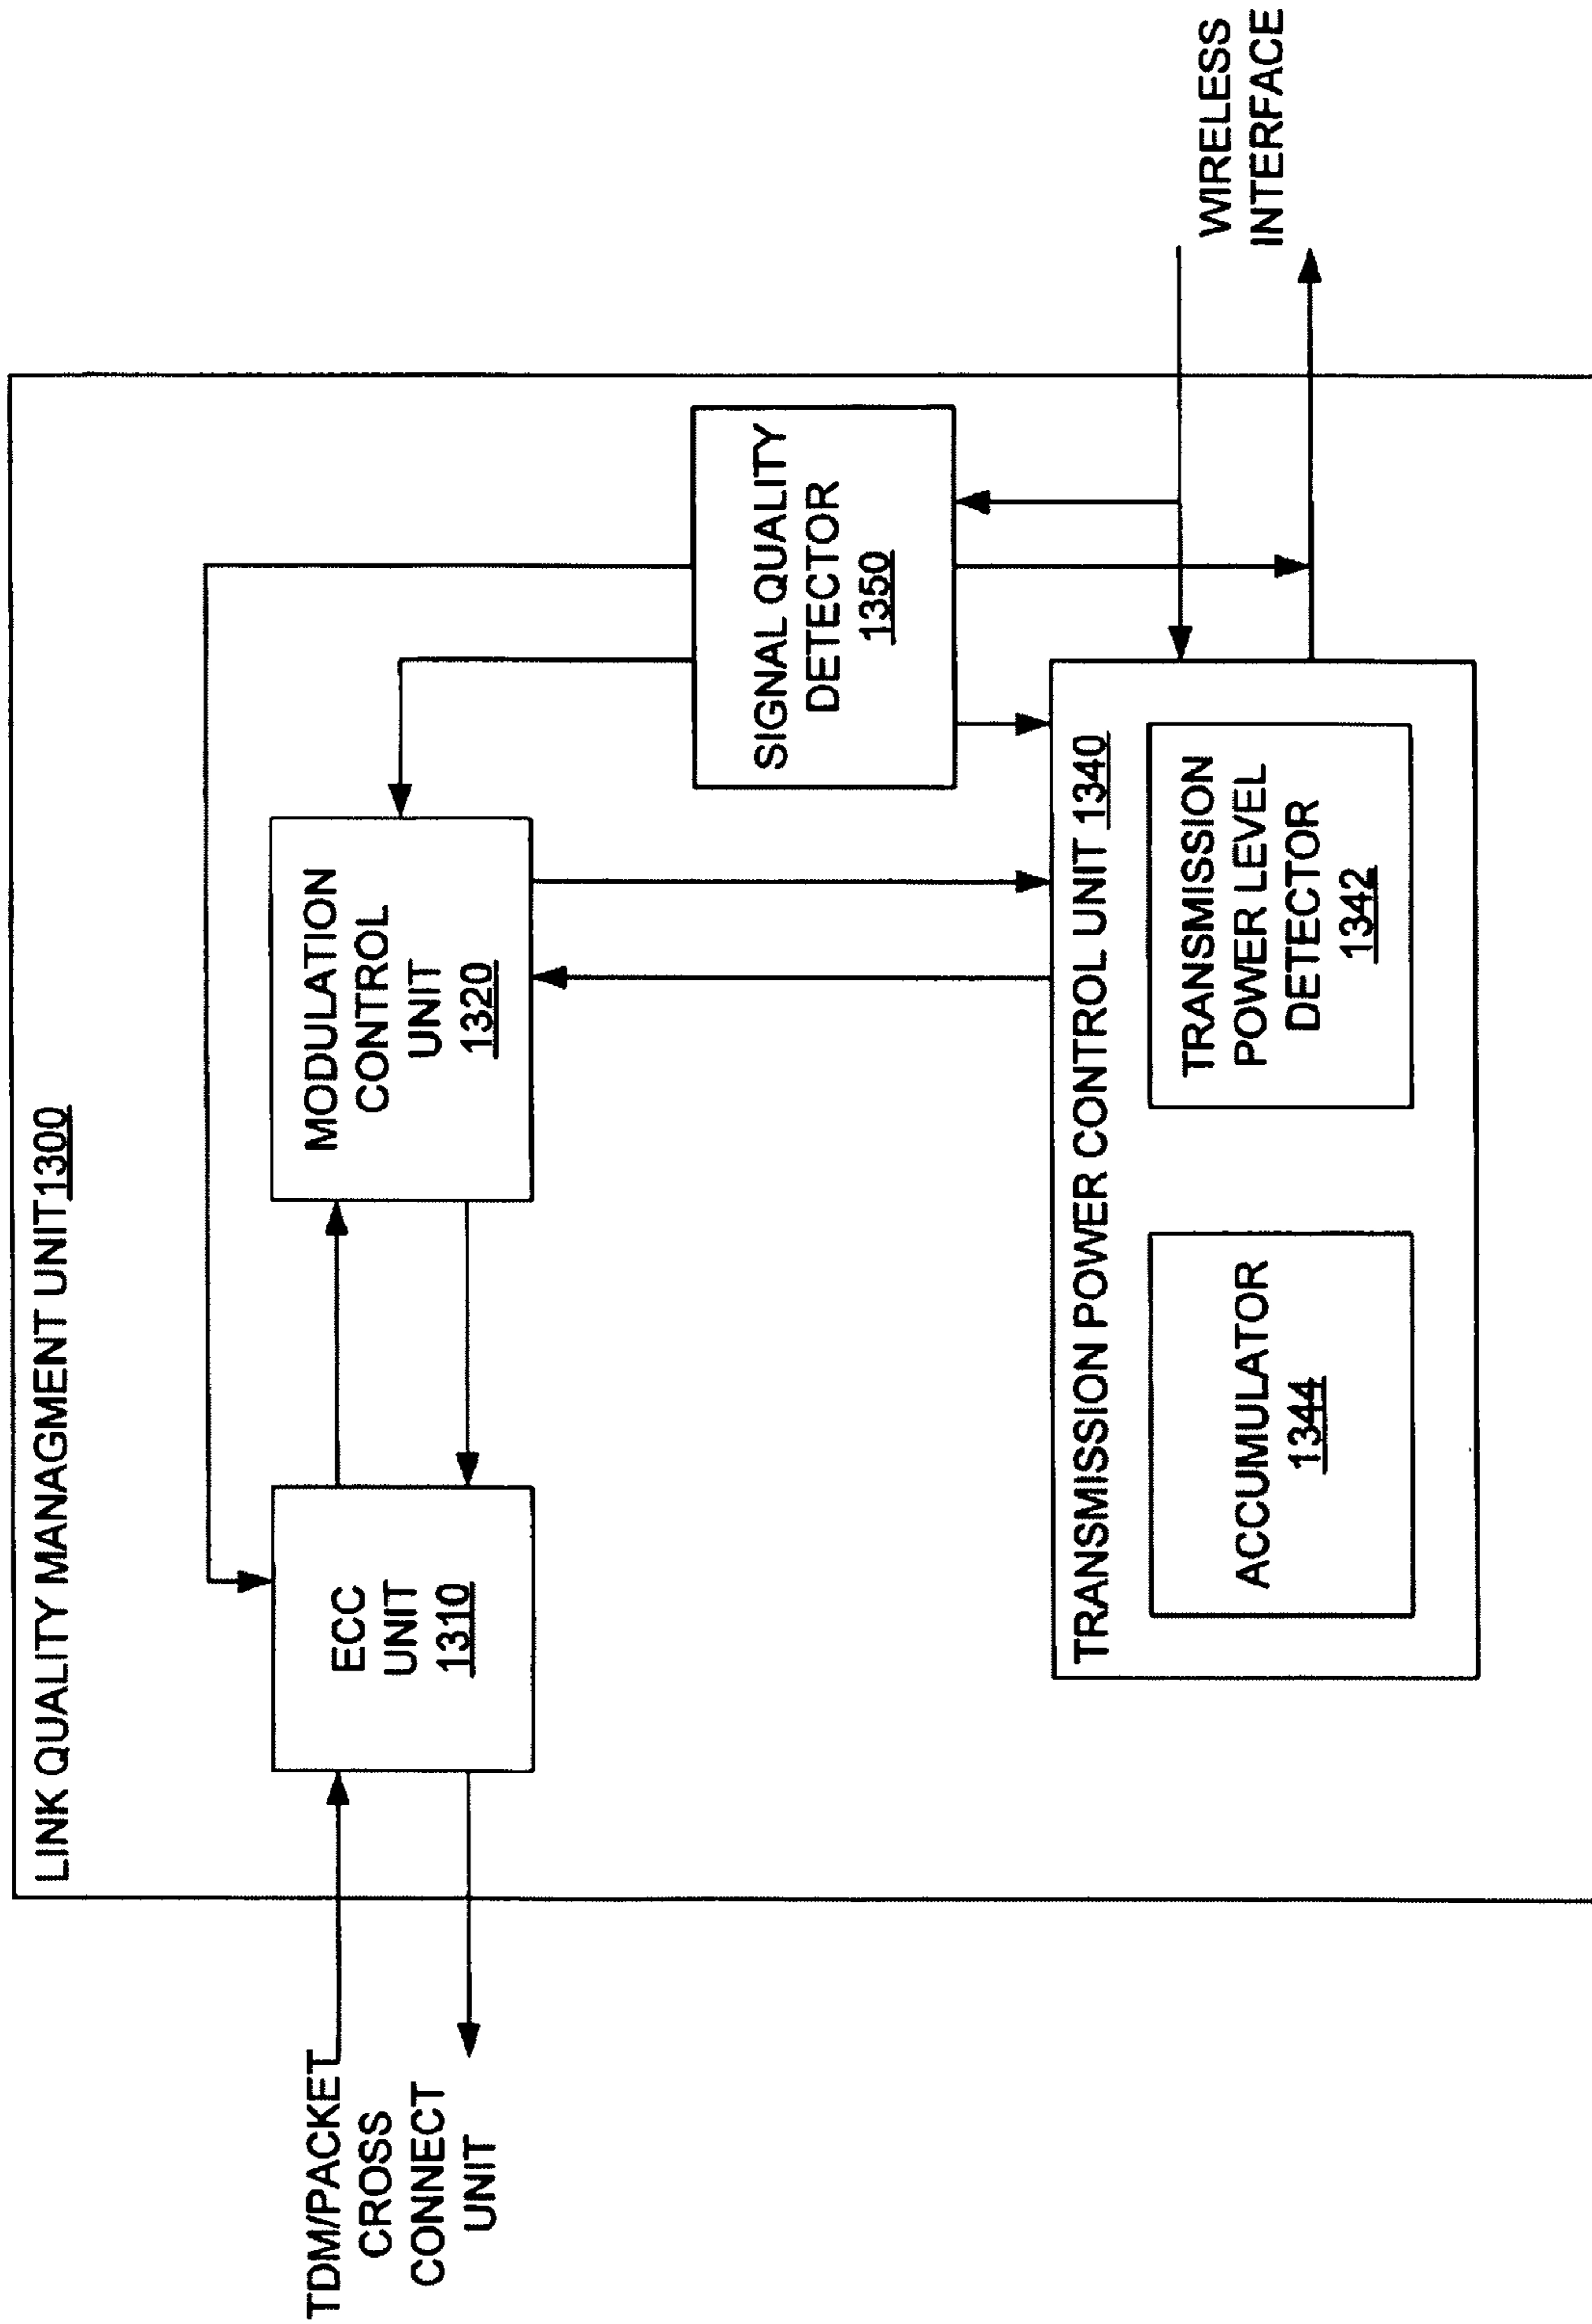 LINK QUALITY MANAGMENT UNIT 1300
TDM/PACKET
CROSS
CONNECT
UNIT
ECC
UNIT
1310
MODULATION
CONTROL
UNIT
1320
SIGNAL QUALITY
DETECTOR
1350
TRANSMISSION POWER CONTROL UNIT 1340
ACCUMULATOR
1344
TRANSMISSION
POWER LEVEL
DETECTOR
1342
WIRELESS
INTERFACE